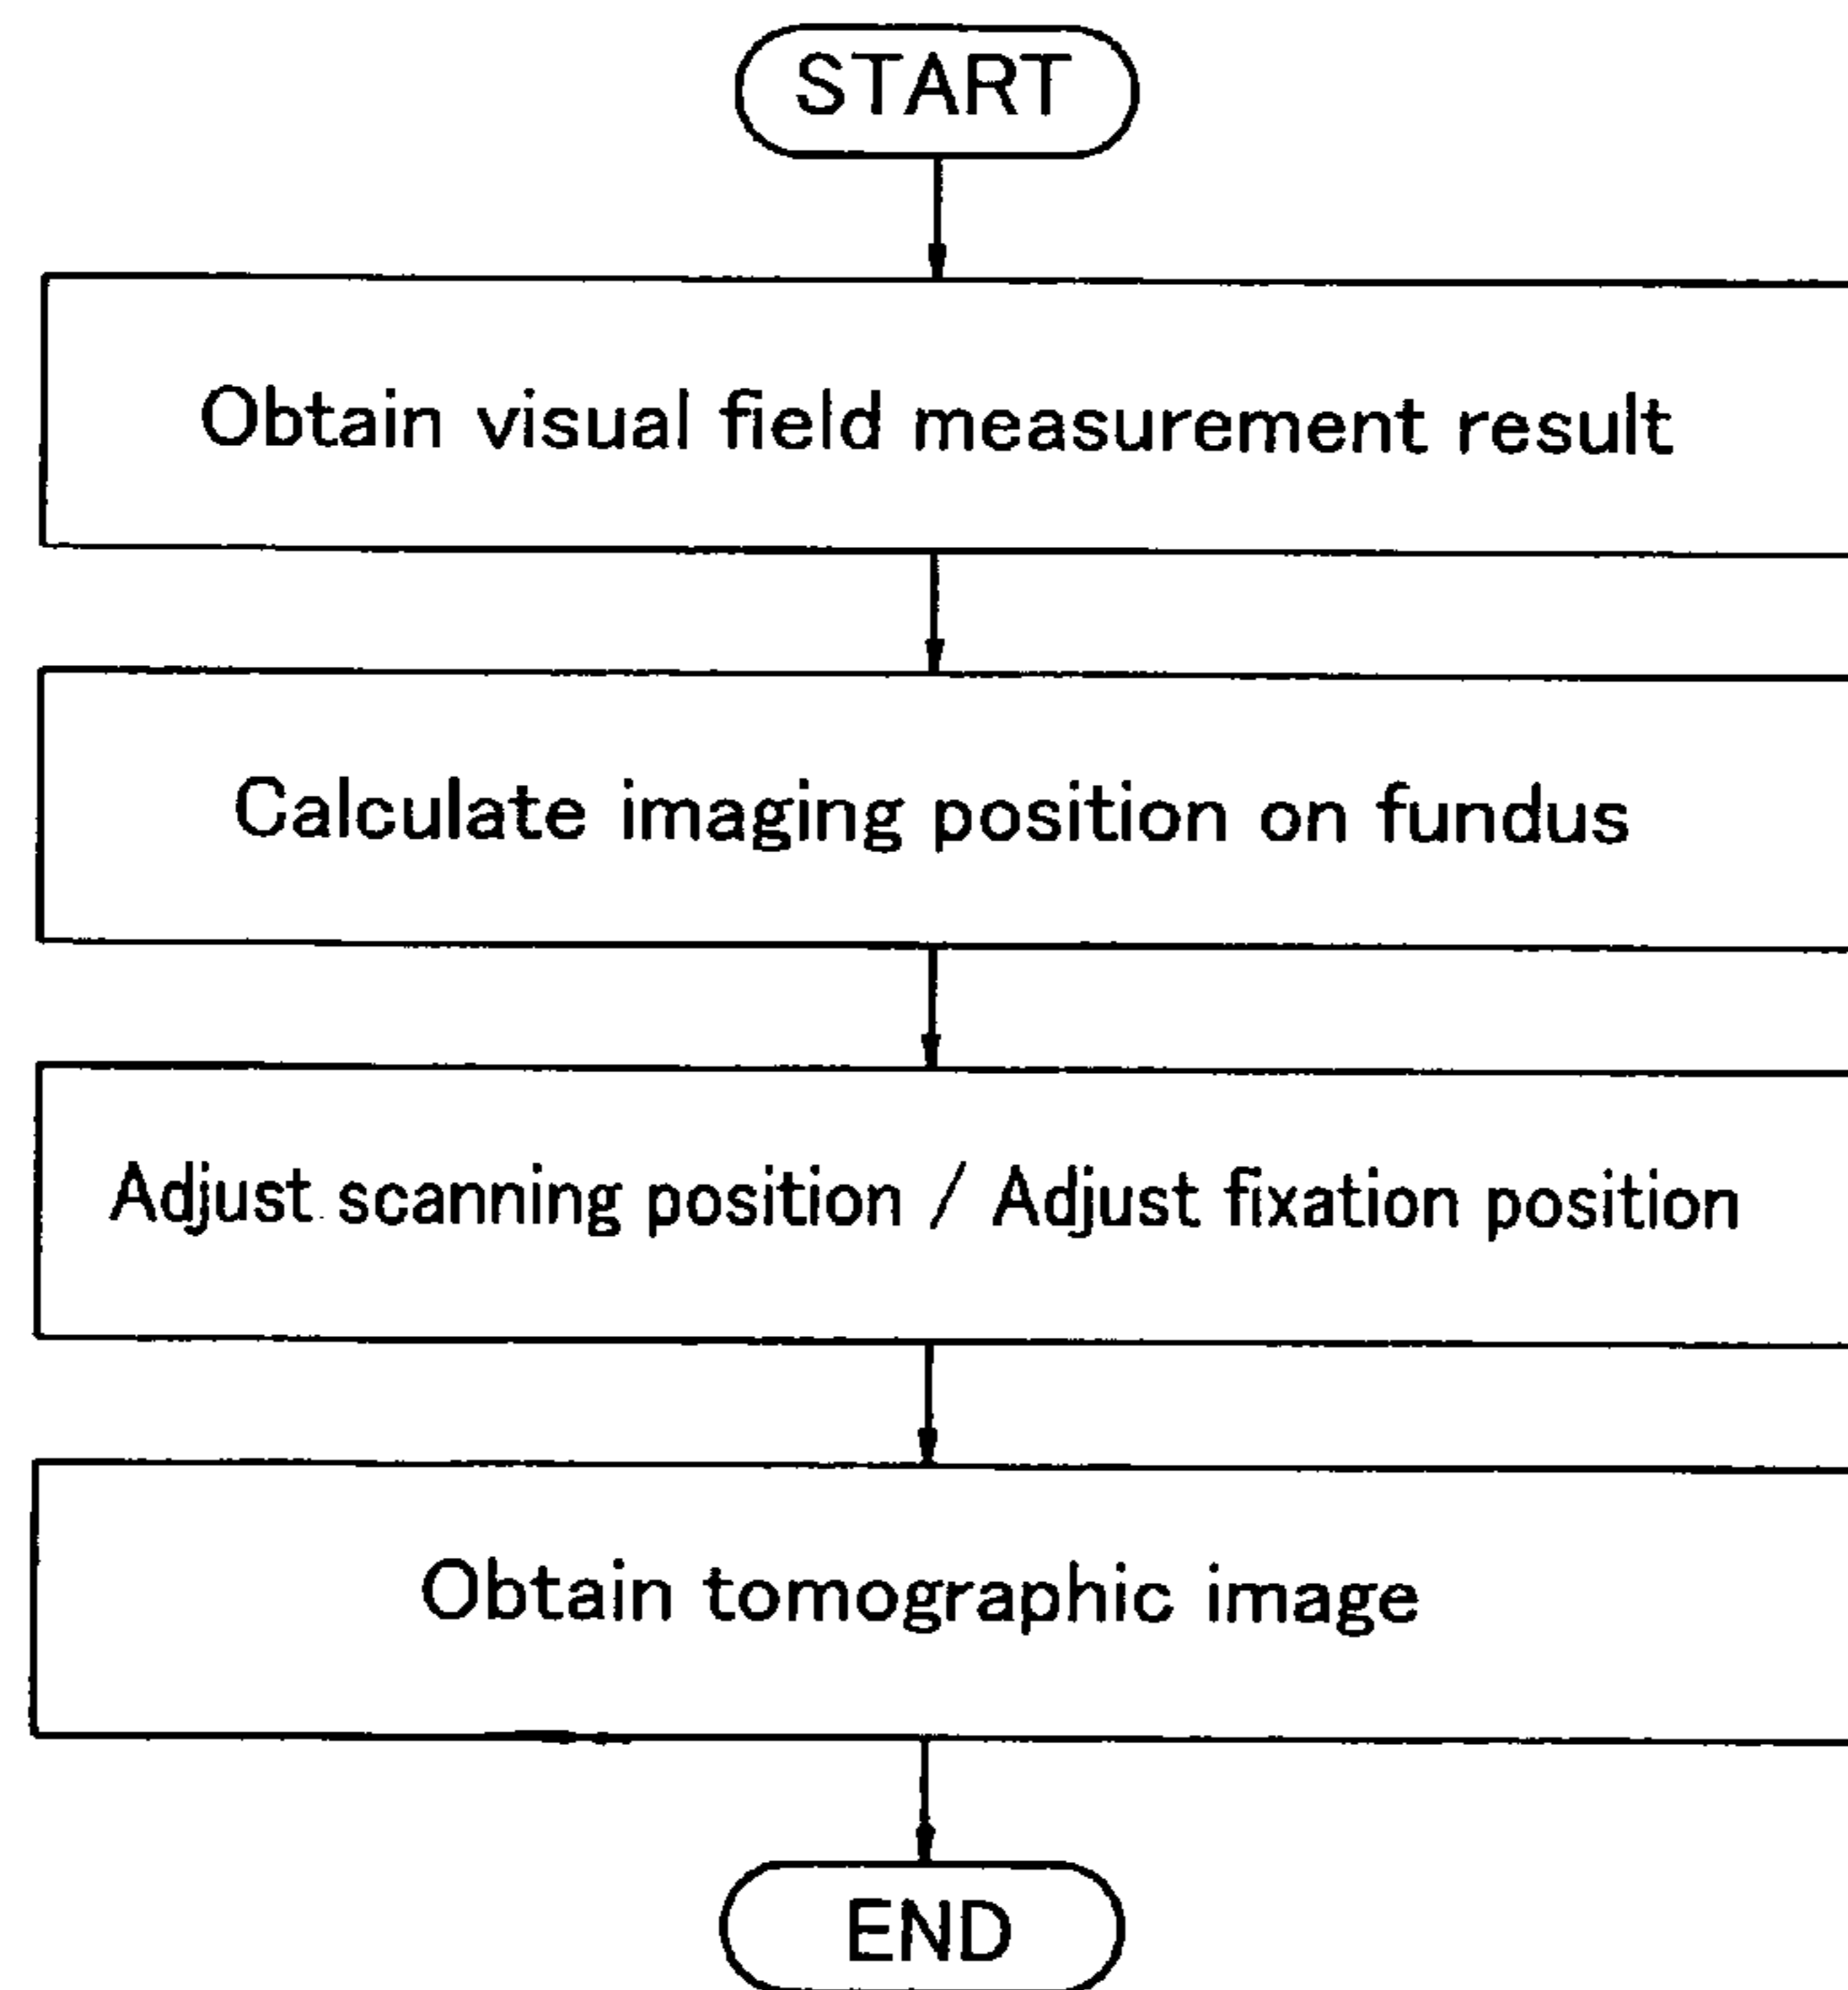 START
Obtain visual field measurement result
Calculate imaging position on fundus
Adjust scanning position / Adjust fixation position
Obtain tomographic image
END